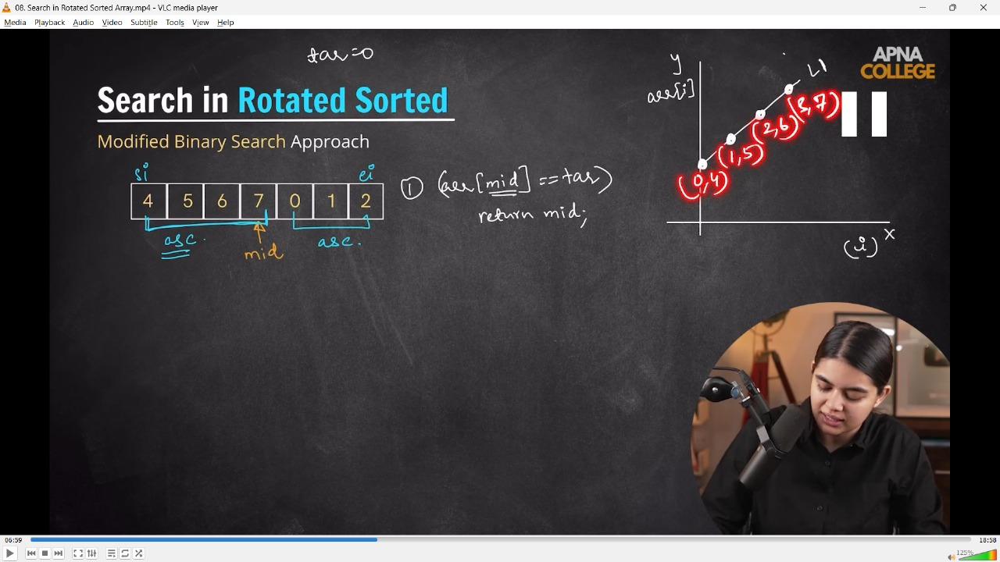 08. Search in Rotated Sorted Array.mp4 - VLC media player
Media Playback Audio Video Subtitle Tools View Help
tar=0
Search in Rotated Sorted
Modified Binary Search Approach
si ei
4 5 6 7 0 1 2
asc. asc.
mid
① (arr[mid] == tar)
return mid;
y
arr[i]
L1
(3,7)
(2,6)
(1,5)
(0,4)
(i) x
APNA
COLLEGE
06:59 18:58
125%